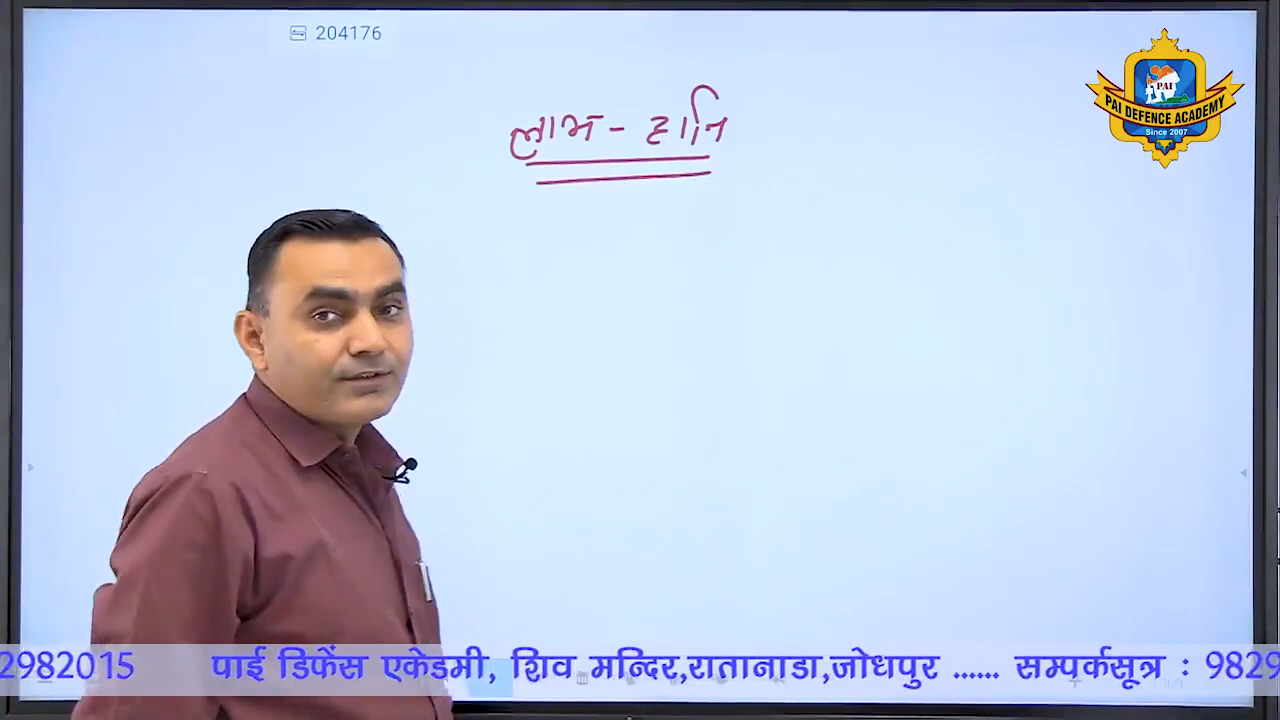 204176
लाभ - हानि
PAI
PAI DEFENCE ACADEMY
Since 2007
2982015 पाई डिफेंस एकेडमी, शिव मन्दिर,रातानाडा,जोधपुर ...... सम्पर्कसूत्र : 9829